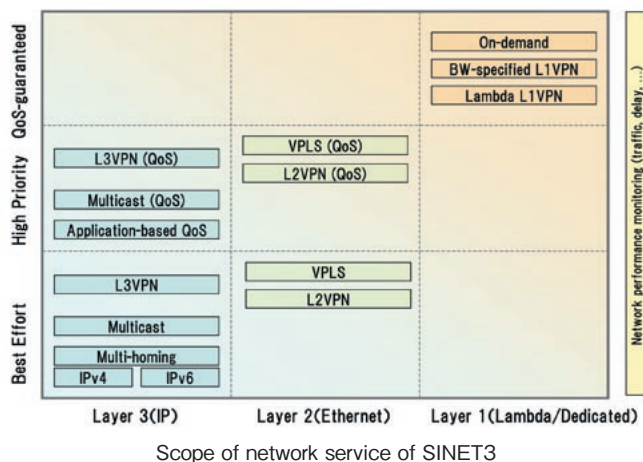 QoS-guaranteed
On-demand
BW-specified L1VPN
Lambda L1VPN
High Priority
L3VPN (QoS)
Multicast (QoS)
Application-based QoS
VPLS (QoS)
L2VPN (QoS)
Best Effort
L3VPN
Multicast
Multi-homing
IPv4
IPv6
VPLS
L2VPN
Layer 3(IP)
Layer 2(Ethernet)
Layer 1(Lambda/Dedicated)
Network performance monitoring (traffic, delay, ...)
Scope of network service of SINET3